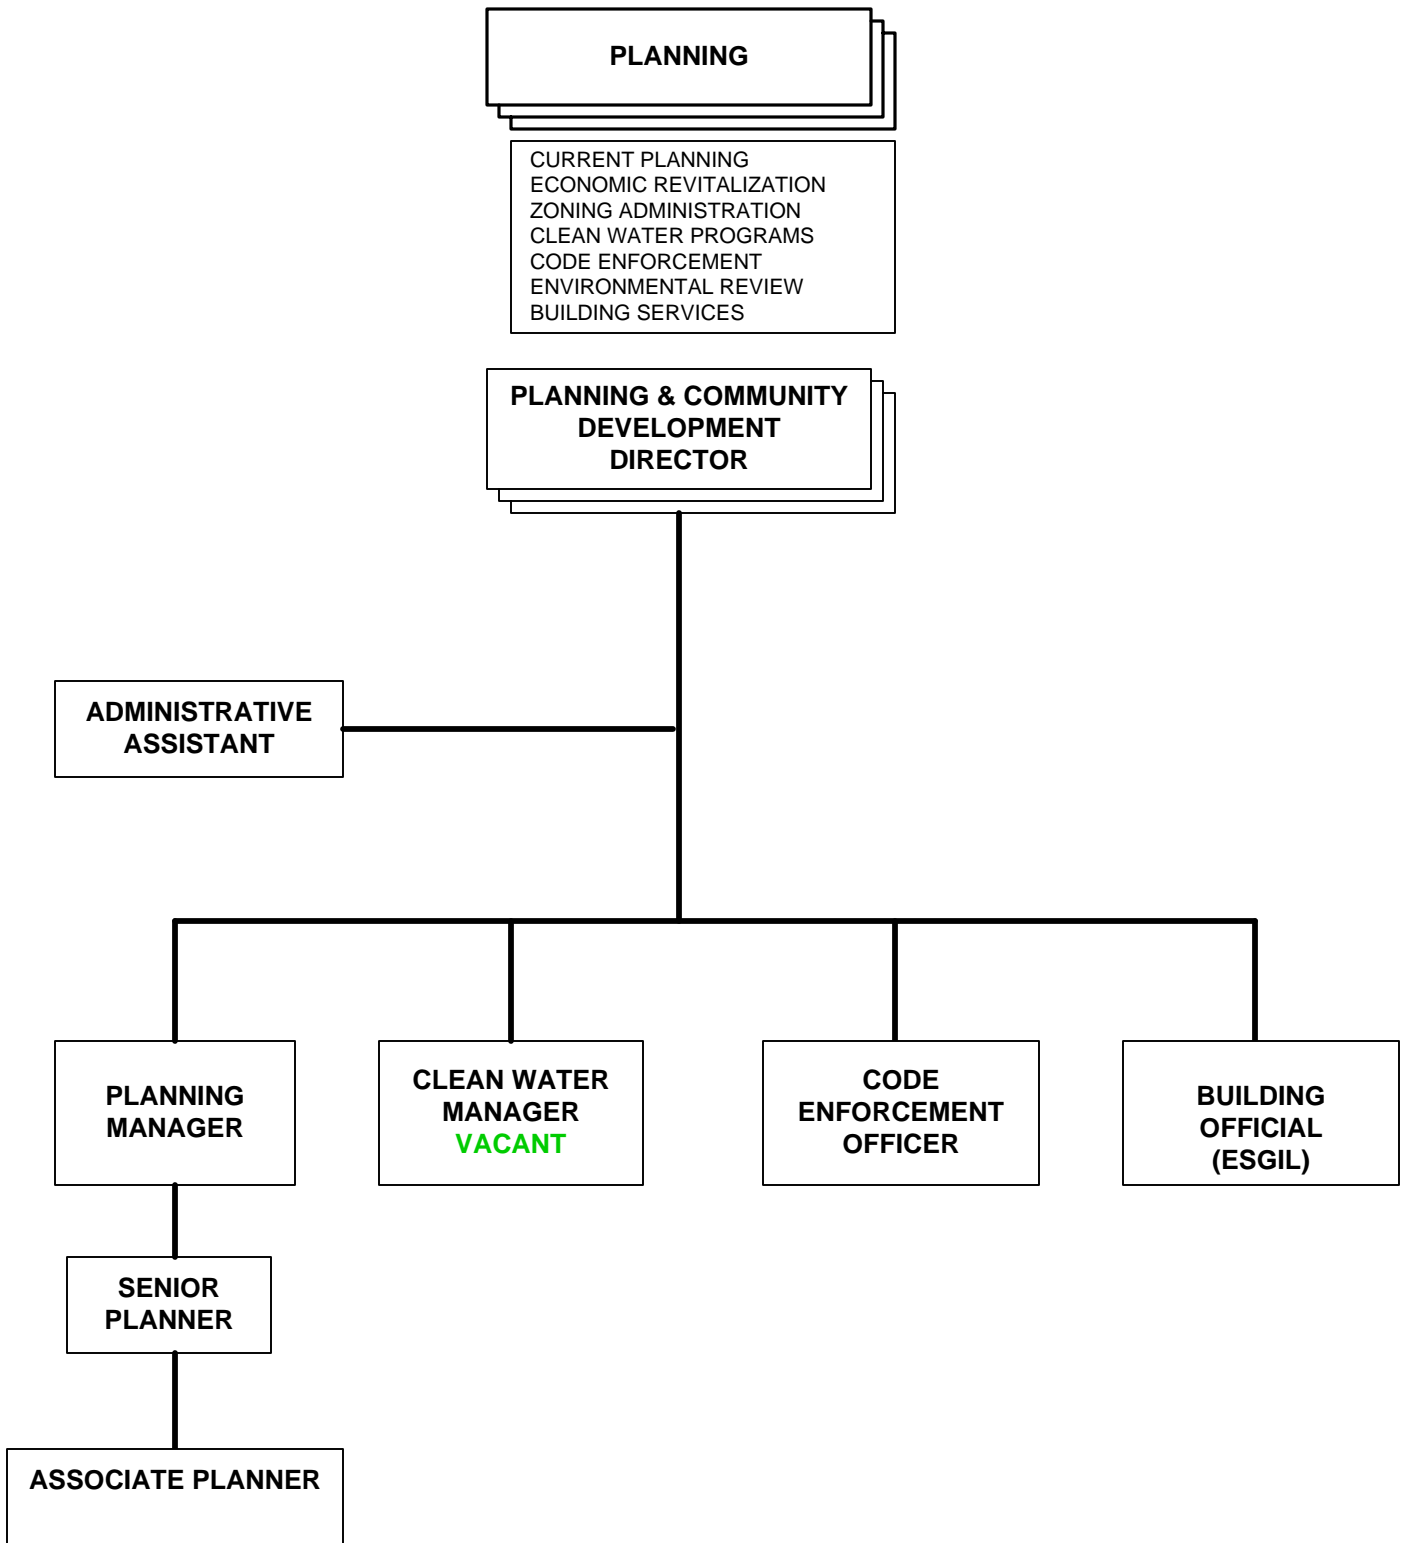 PLANNING
CURRENT PLANNING
ECONOMIC REVITALIZATION
ZONING ADMINISTRATION
CLEAN WATER PROGRAMS
CODE ENFORCEMENT
ENVIRONMENTAL REVIEW
BUILDING SERVICES
PLANNING & COMMUNITY
DEVELOPMENT
DIRECTOR
ADMINISTRATIVE
ASSISTANT
PLANNING
MANAGER
CLEAN WATER
MANAGER
VACANT
CODE
ENFORCEMENT
OFFICER
BUILDING
OFFICIAL
(ESGIL)
SENIOR
PLANNER
ASSOCIATE PLANNER